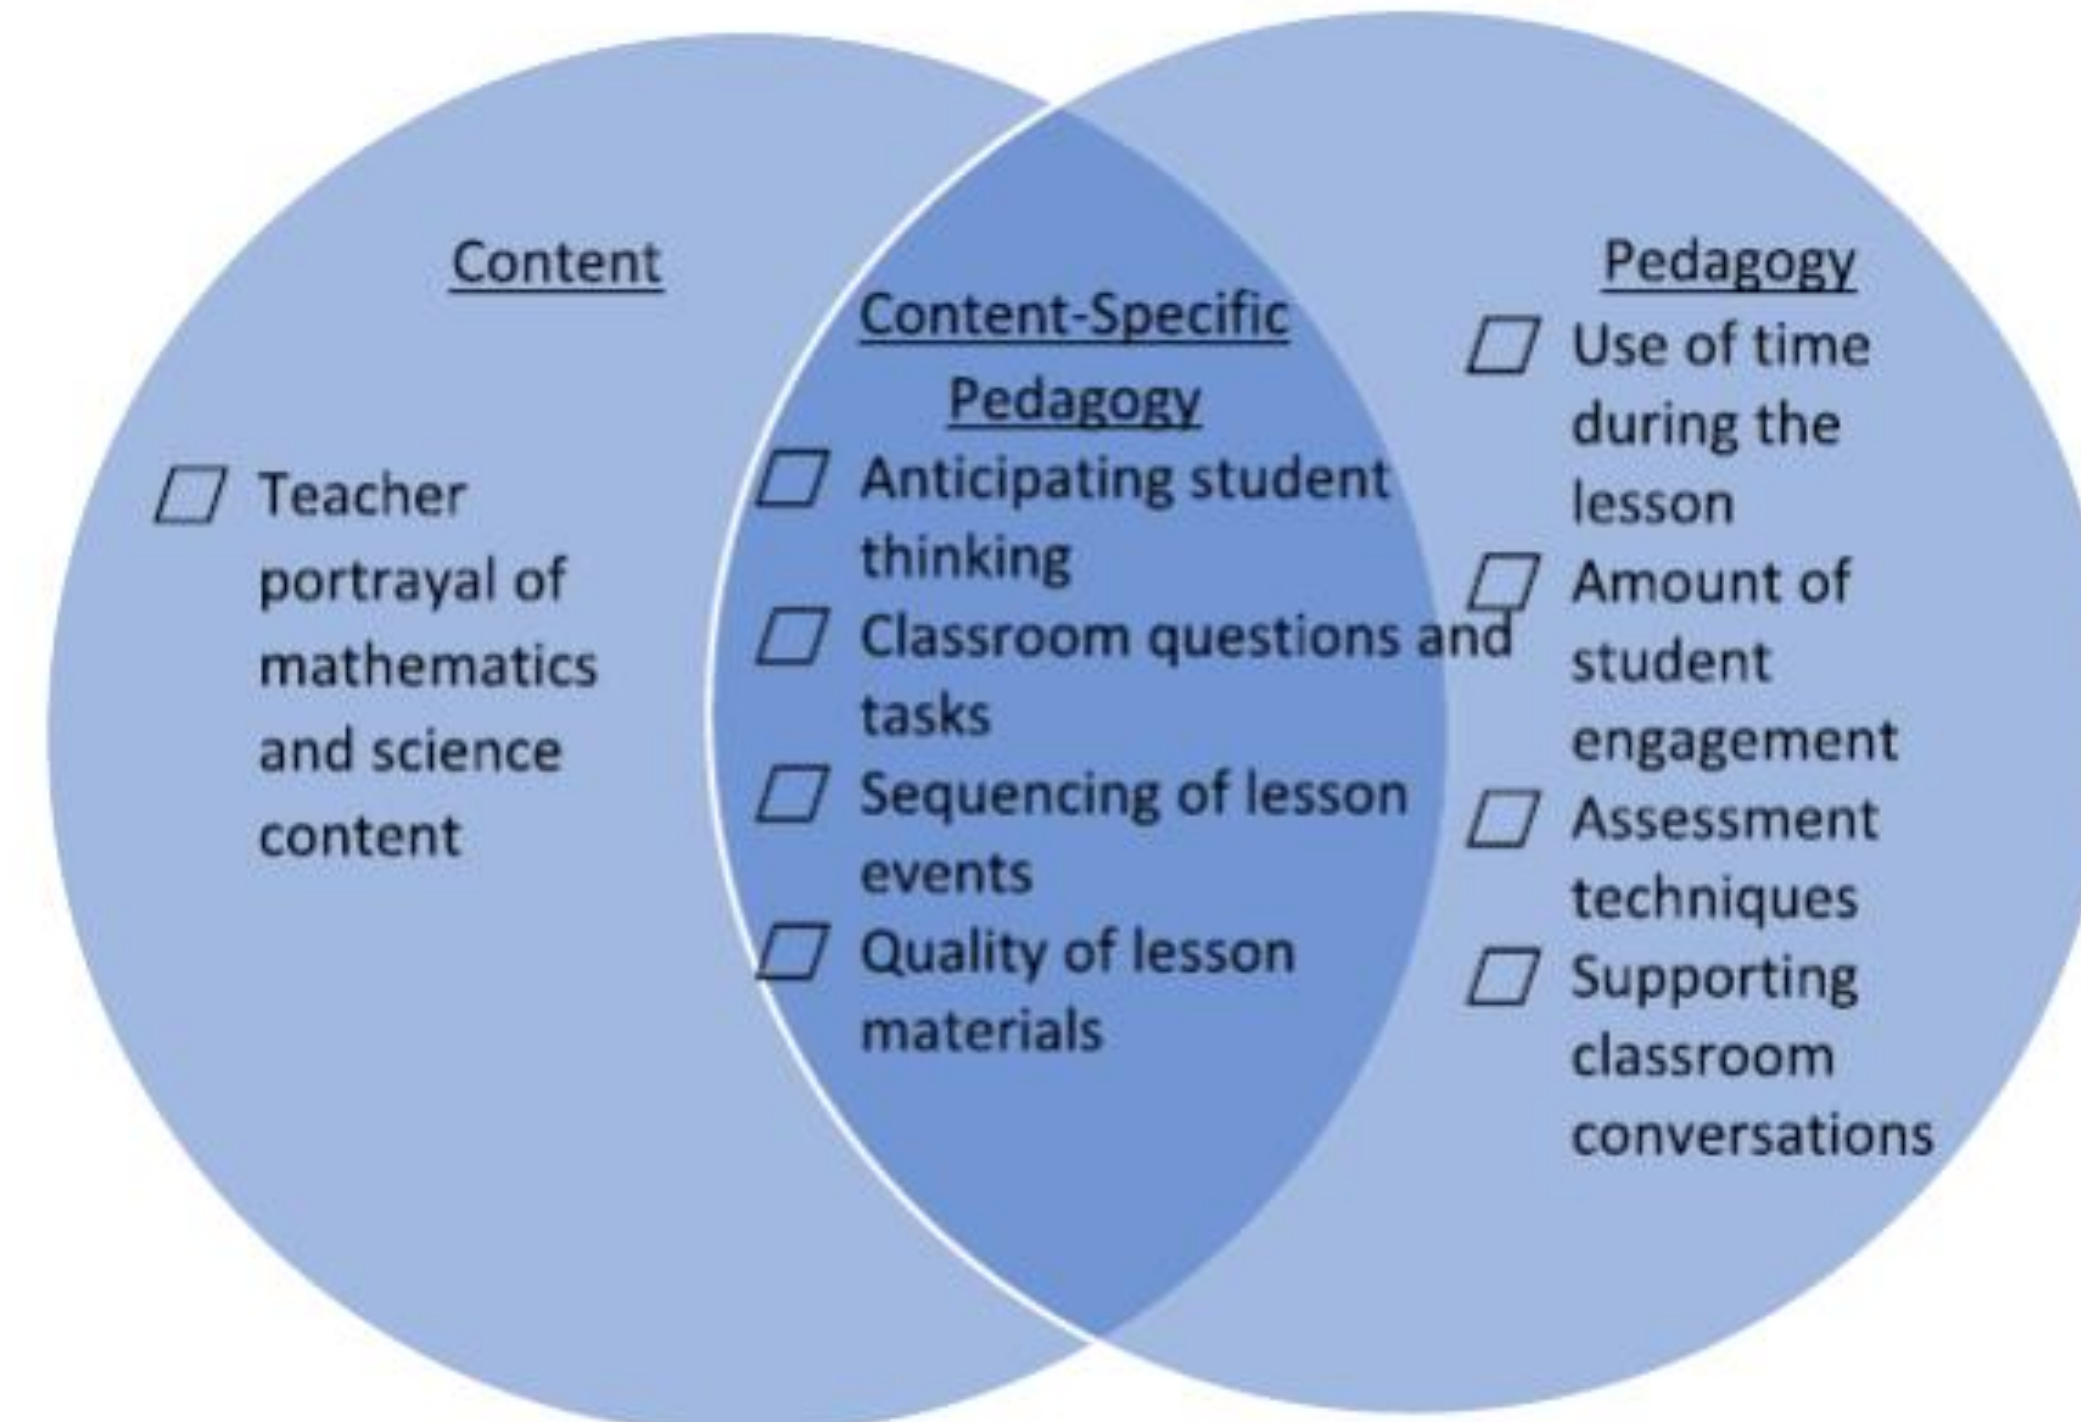 Content
Teacher
portrayal of
mathematics
and science
content
Content-Specific
Pedagogy
Anticipating student
thinking
Classroom questions and
tasks
Sequencing of lesson
events
Quality of lesson
materials
Pedagogy
Use of time
during the
lesson
Amount of
student
engagement
Assessment
techniques
Supporting
classroom
conversations